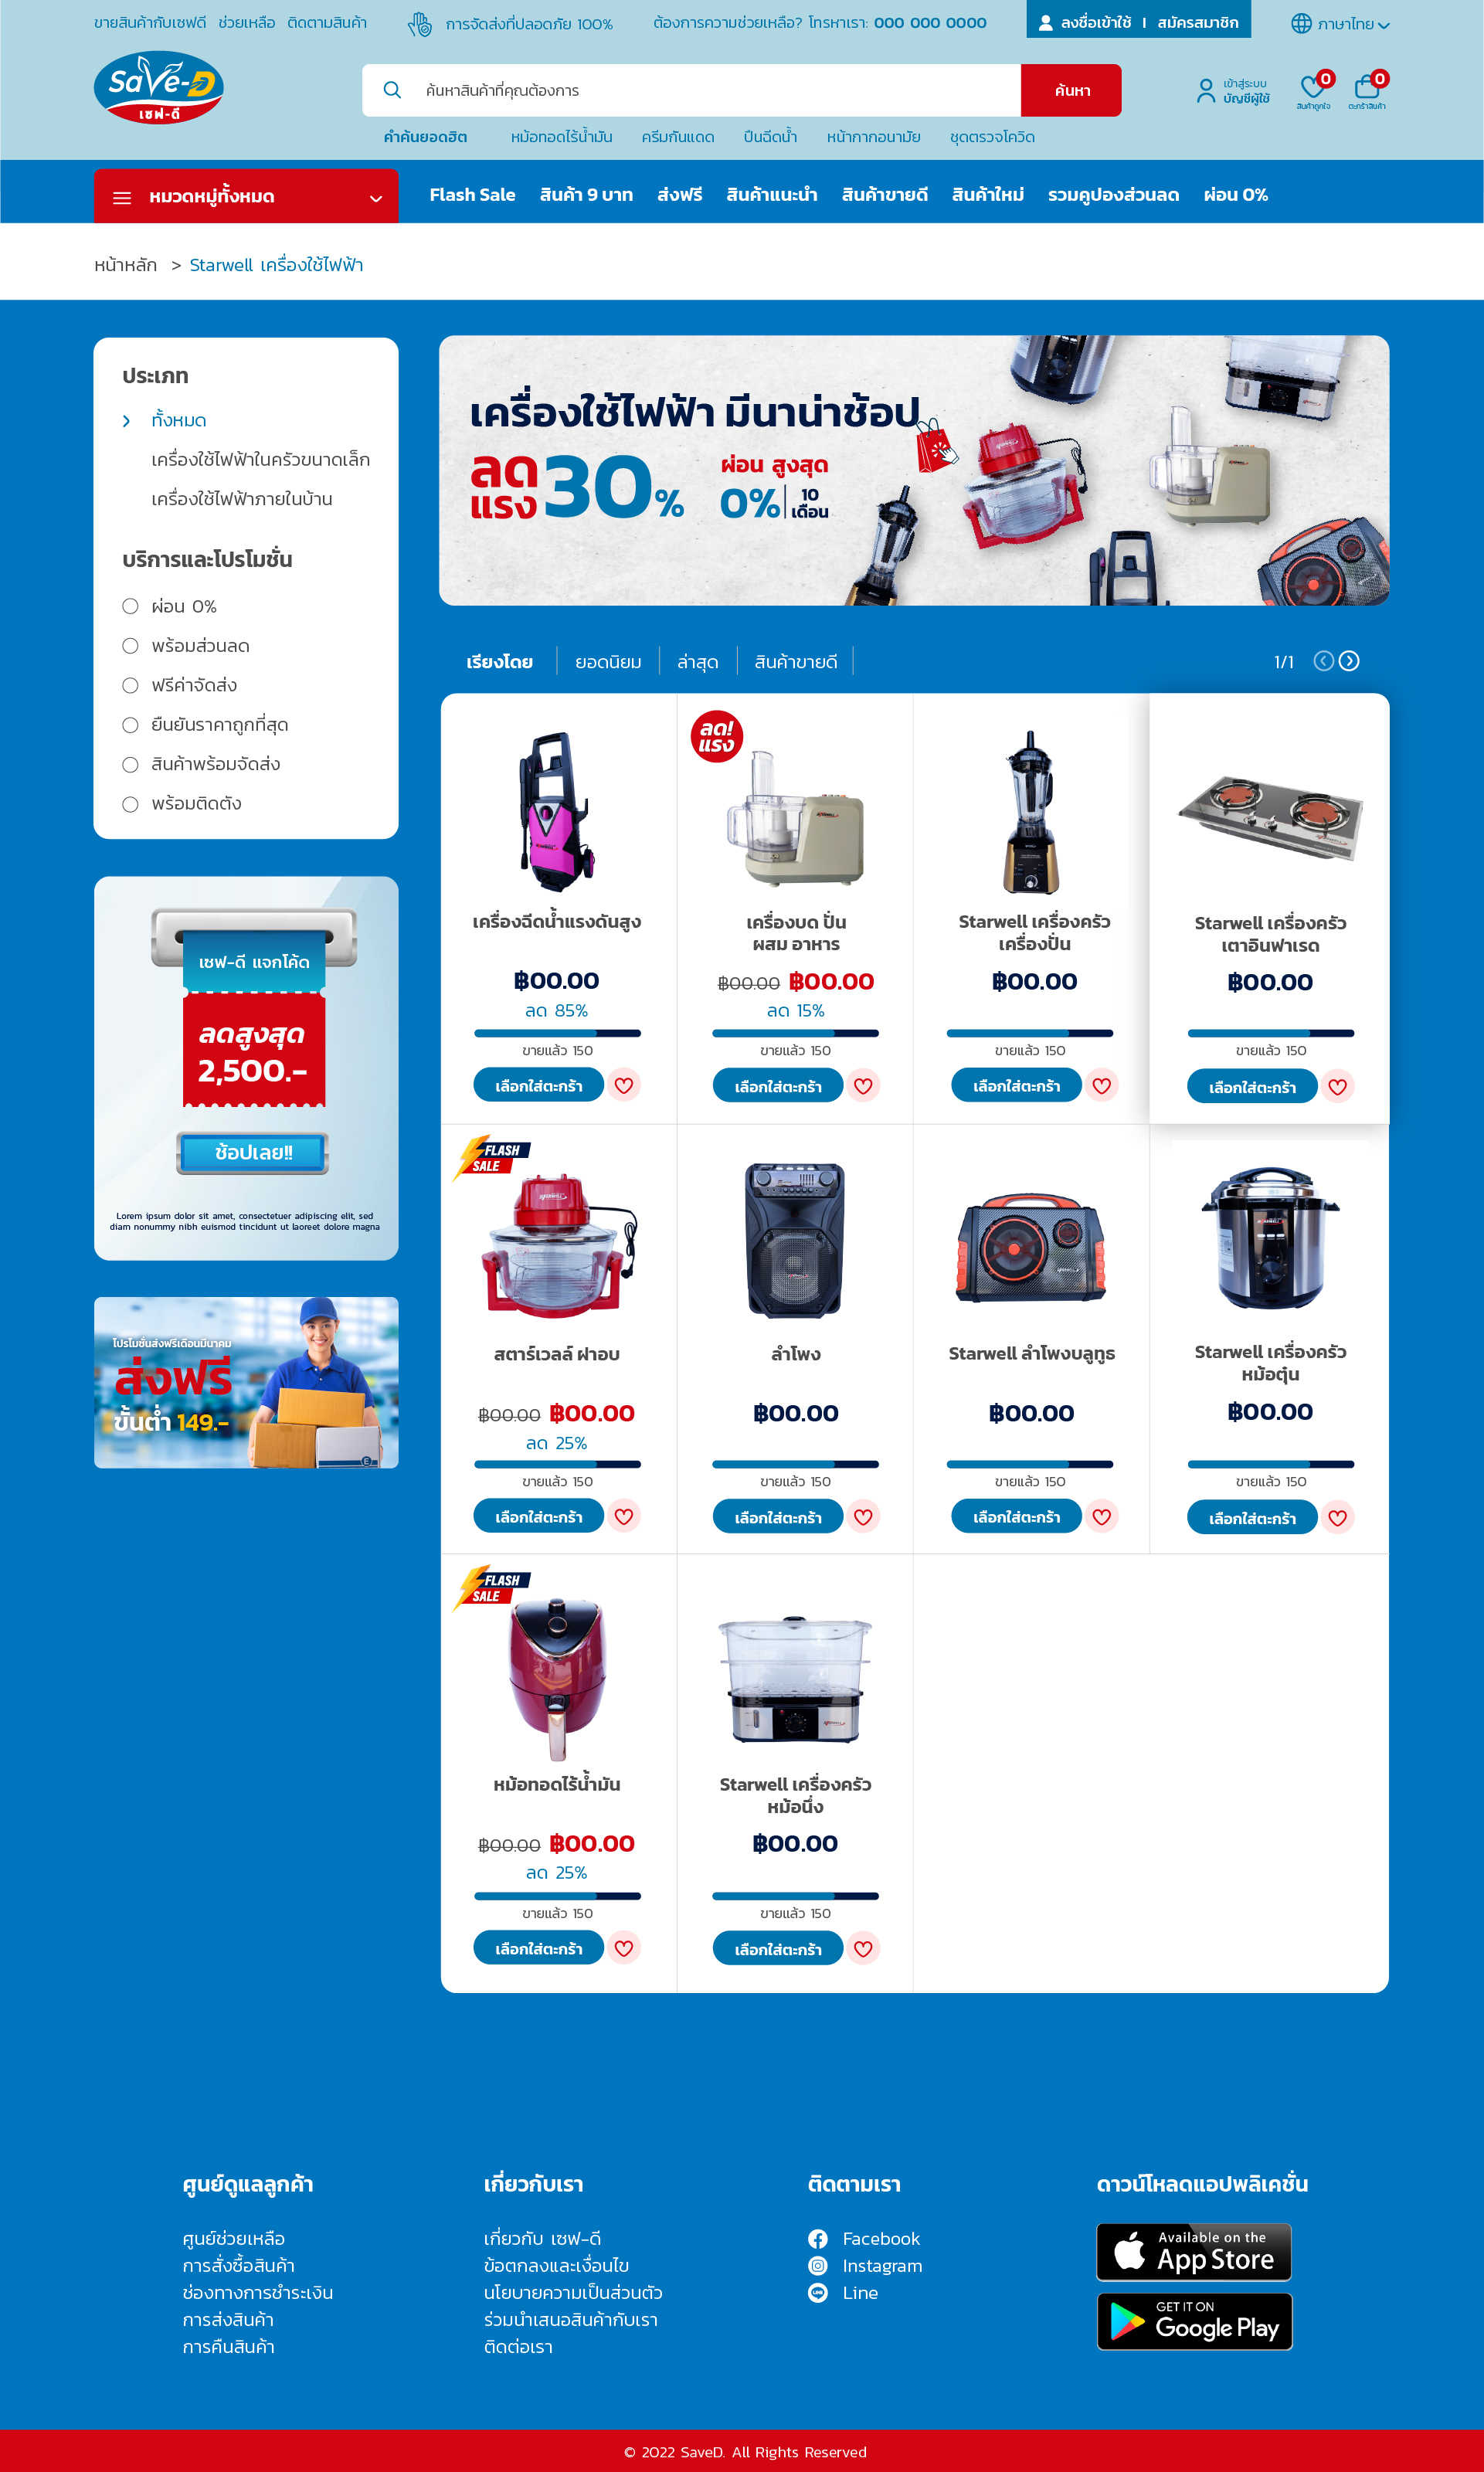 ขายสินค้ากับเซฟดี ช่วยเหลือ ติดตามสินค้า การจัดส่งที่ปลอดภัย 100% ต้องการความช่วยเหลือ? โทรหาเรา: 000 000 0000 ลงชื่อเข้าใช้ I สมัครสมาชิก ภาษาไทย
SaVe-D
เซฟ-ดี
ค้นหาสินค้าที่คุณต้องการ ค้นหา
เข้าสู่ระบบ
บัญชีผู้ใช้
0 0
สินค้าถูกใจ ตะกร้าสินค้า
คำค้นยอดฮิต หม้อทอดไร้น้ำมัน ครีมกันแดด ปืนฉีดน้ำ หน้ากากอนามัย ชุดตรวจโควิด
หมวดหมู่ทั้งหมด Flash Sale สินค้า 9 บาท ส่งฟรี สินค้าแนะนำ สินค้าขายดี สินค้าใหม่ รวมคูปองส่วนลด ผ่อน 0%
หน้าหลัก > Starwell เครื่องใช้ไฟฟ้า
ประเภท
ทั้งหมด
เครื่องใช้ไฟฟ้าในครัวขนาดเล็ก
เครื่องใช้ไฟฟ้าภายในบ้าน
บริการและโปรโมชั่น
ผ่อน 0%
พร้อมส่วนลด
ฟรีค่าจัดส่ง
ยืนยันราคาถูกที่สุด
สินค้าพร้อมจัดส่ง
พร้อมติดตัง
เซฟ-ดี แจกโค้ด
ลดสูงสุด
2,500.-
ช้อปเลย!!
Lorem ipsum dolor sit amet, consectetuer adipiscing elit, sed
diam nonummy nibh euismod tincidunt ut laoreet dolore magna
โปรโมชั่นส่งฟรีเดือนมีนาคม
ส่งฟรี
ขั้นต่ำ 149.-
เครื่องใช้ไฟฟ้า มีนาน่าช้อป
ลดแรง 30%
ผ่อน สูงสุด
0% 10 เดือน
เรียงโดย ยอดนิยม ล่าสุด สินค้าขายดี 1/1
เครื่องฉีดน้ำแรงดันสูง
฿00.00
ลด 85%
ขายแล้ว 150
เลือกใส่ตะกร้า
ลด!
แรง
เครื่องบด ปั่น
ผสม อาหาร
฿00.00 ฿00.00
ลด 15%
ขายแล้ว 150
เลือกใส่ตะกร้า
Starwell เครื่องครัว
เครื่องปั่น
฿00.00
ขายแล้ว 150
เลือกใส่ตะกร้า
Starwell เครื่องครัว
เตาอินฟาเรด
฿00.00
ขายแล้ว 150
เลือกใส่ตะกร้า
FLASH
SALE
สตาร์เวลล์ ฝาอบ
฿00.00 ฿00.00
ลด 25%
ขายแล้ว 150
เลือกใส่ตะกร้า
ลำโพง
฿00.00
ขายแล้ว 150
เลือกใส่ตะกร้า
Starwell ลำโพงบลูทูธ
฿00.00
ขายแล้ว 150
เลือกใส่ตะกร้า
Starwell เครื่องครัว
หม้อตุ๋น
฿00.00
ขายแล้ว 150
เลือกใส่ตะกร้า
FLASH
SALE
หม้อทอดไร้น้ำมัน
฿00.00 ฿00.00
ลด 25%
ขายแล้ว 150
เลือกใส่ตะกร้า
Starwell เครื่องครัว
หม้อนึ่ง
฿00.00
ขายแล้ว 150
เลือกใส่ตะกร้า
ศูนย์ดูแลลูกค้า
ศูนย์ช่วยเหลือ
การสั่งซื้อสินค้า
ช่องทางการชำระเงิน
การส่งสินค้า
การคืนสินค้า
เกี่ยวกับเรา
เกี่ยวกับ เซฟ-ดี
ข้อตกลงและเงื่อนไข
นโยบายความเป็นส่วนตัว
ร่วมนำเสนอสินค้ากับเรา
ติดต่อเรา
ติดตามเรา
Facebook
Instagram
Line
ดาวน์โหลดแอปพลิเคชั่น
Available on the
App Store
GET IT ON
Google Play
© 2022 SaveD. All Rights Reserved